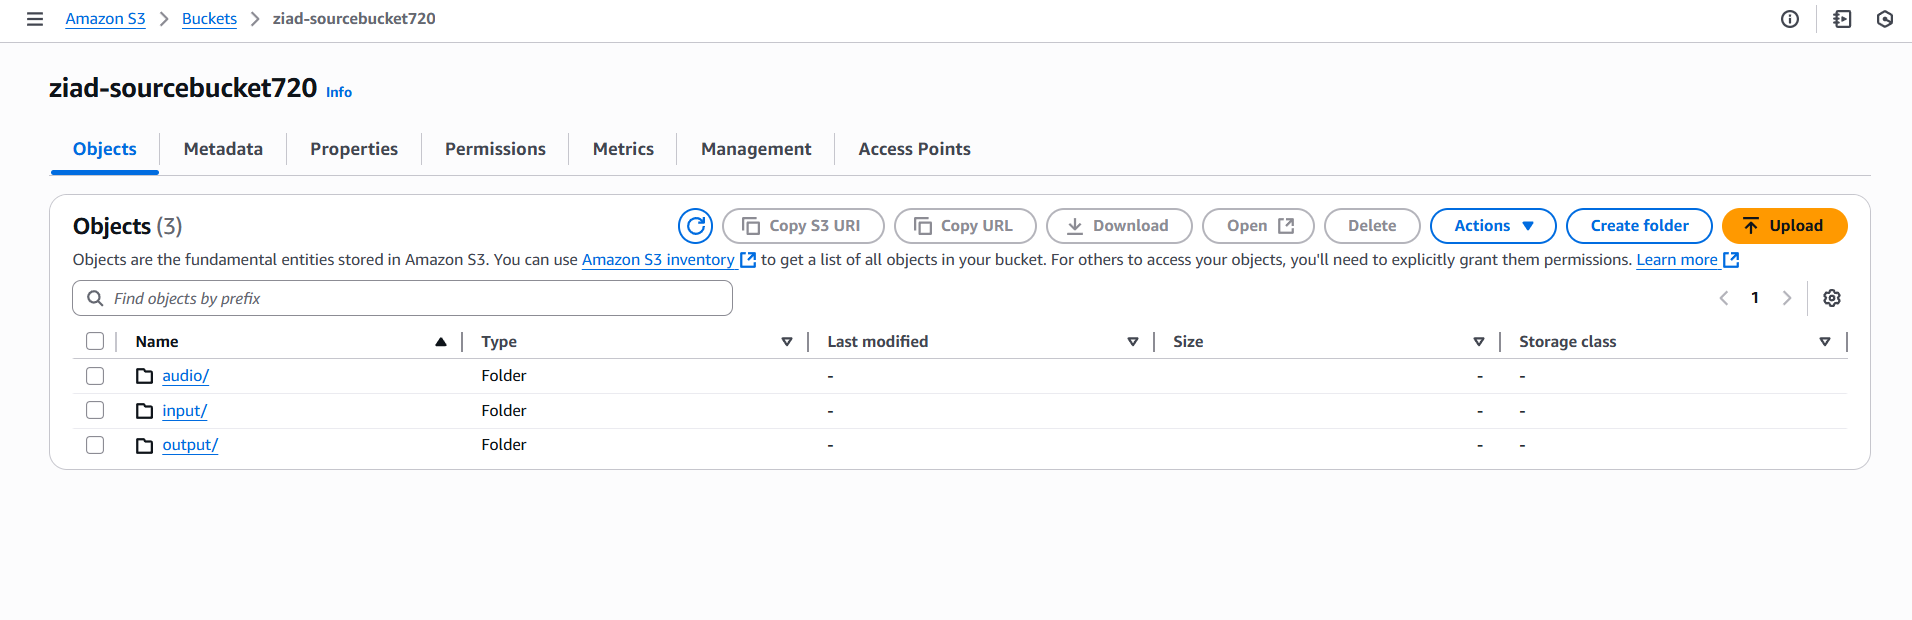 Amazon S3 > Buckets > ziad-sourcebucket720
ziad-sourcebucket720 Info
Objects Metadata Properties Permissions Metrics Management Access Points
Objects (3) Copy S3 URI Copy URL Download Open Delete Actions Create folder Upload
Objects are the fundamental entities stored in Amazon S3. You can use Amazon S3 inventory to get a list of all objects in your bucket. For others to access your objects, you'll need to explicitly grant them permissions. Learn more
Find objects by prefix 1
Name Type Last modified Size Storage class
audio/ Folder - - -
input/ Folder - - -
output/ Folder - - -